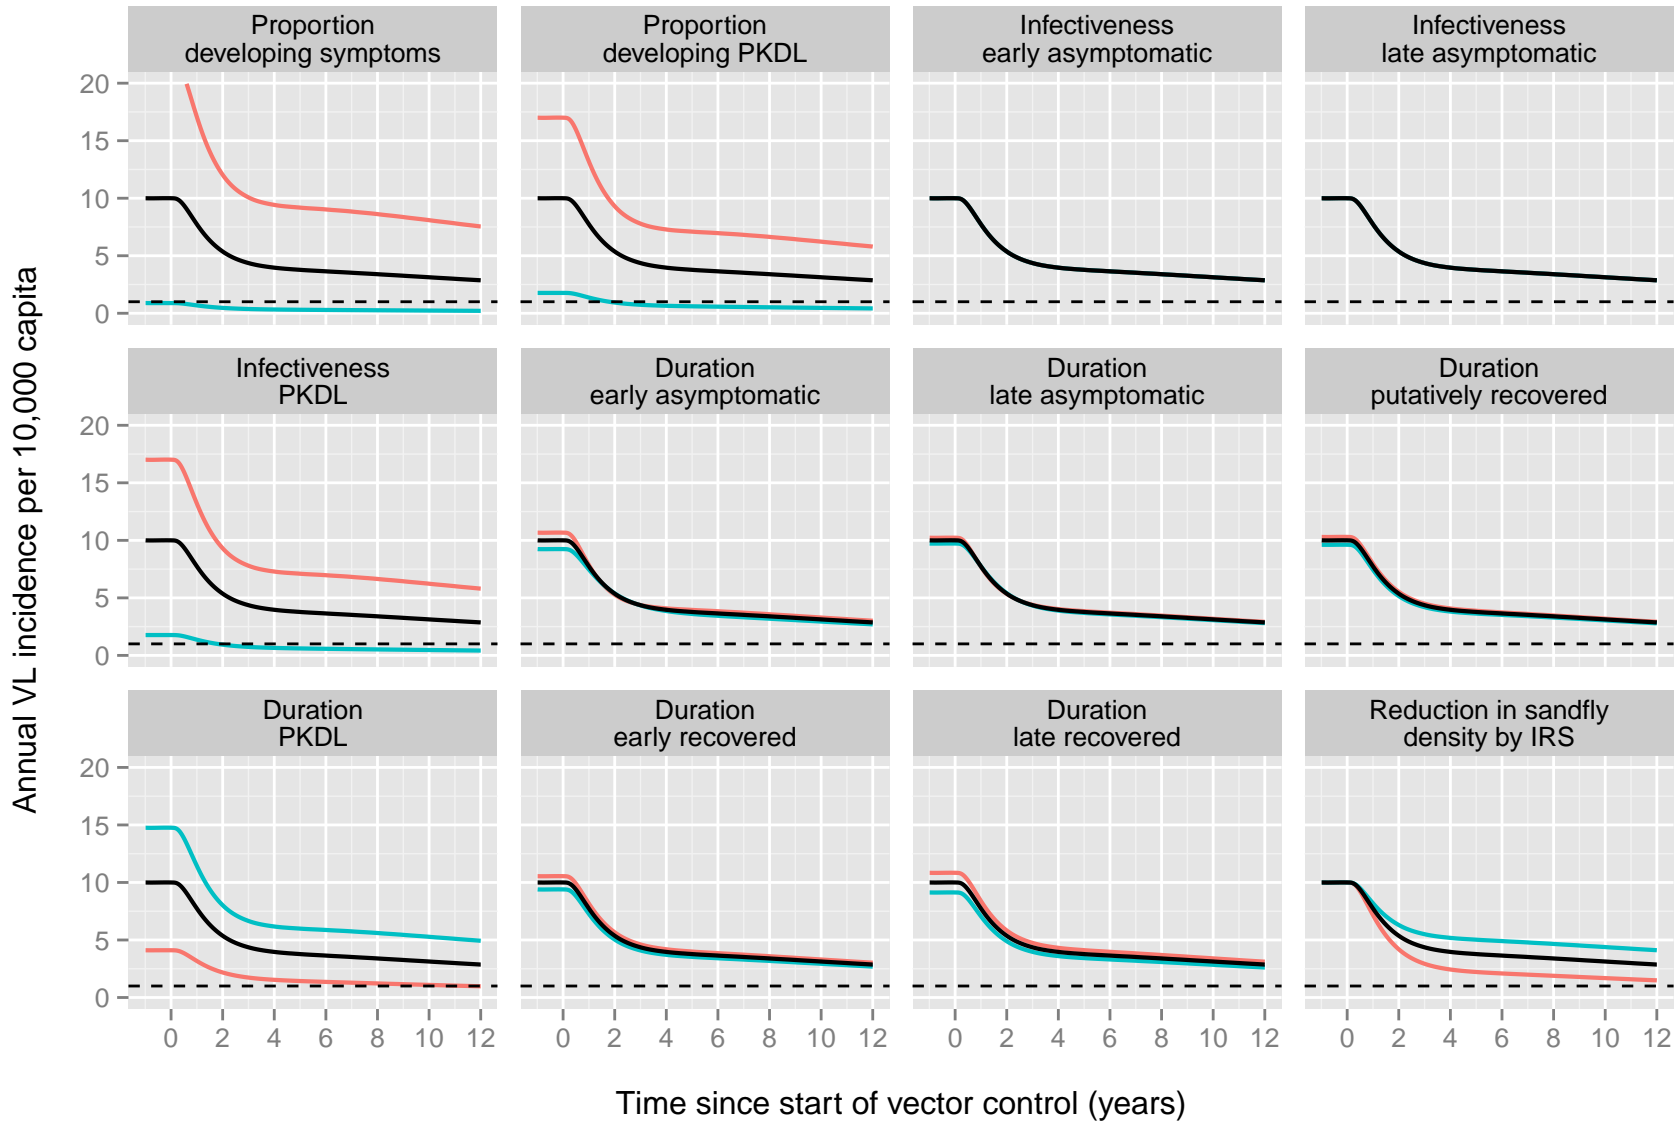 Proportion
developing symptoms
Proportion
developing PKDL
Infectiveness
early asymptomatic
Infectiveness
late asymptomatic
20
15
10
5
0
Infectiveness
PKDL
Duration
early asymptomatic
Duration
late asymptomatic
Duration
putatively recovered
20
15
10
5
0
Duration
PKDL
Duration
early recovered
Duration
late recovered
Reduction in sandfly
density by IRS
20
15
10
5
0
0 2 4 6 8 10 12
0 2 4 6 8 10 12
0 2 4 6 8 10 12
0 2 4 6 8 10 12
Annual VL incidence per 10,000 capita
Time since start of vector control (years)